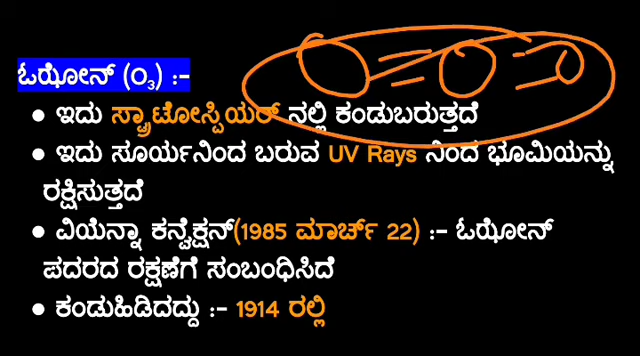 ಓಝೋನ್ (O₃) :-
● ಇದು ಸ್ಟ್ರಾಟೋಸ್ಪಿಯರ್ ನಲ್ಲಿ ಕಂಡುಬರುತ್ತದೆ
● ಇದು ಸೂರ್ಯನಿಂದ ಬರುವ UV Rays ನಿಂದ ಭೂಮಿಯನ್ನು
ರಕ್ಷಿಸುತ್ತದೆ
● ವಿಯೆನ್ನಾ ಕನ್ವೆಕ್ಷನ್(1985 ಮಾರ್ಚ್ 22) :- ಓಝೋನ್
ಪದರದ ರಕ್ಷಣೆಗೆ ಸಂಬಂಧಿಸಿದೆ
● ಕಂಡುಹಿಡಿದದ್ದು :- 1914 ರಲ್ಲಿ